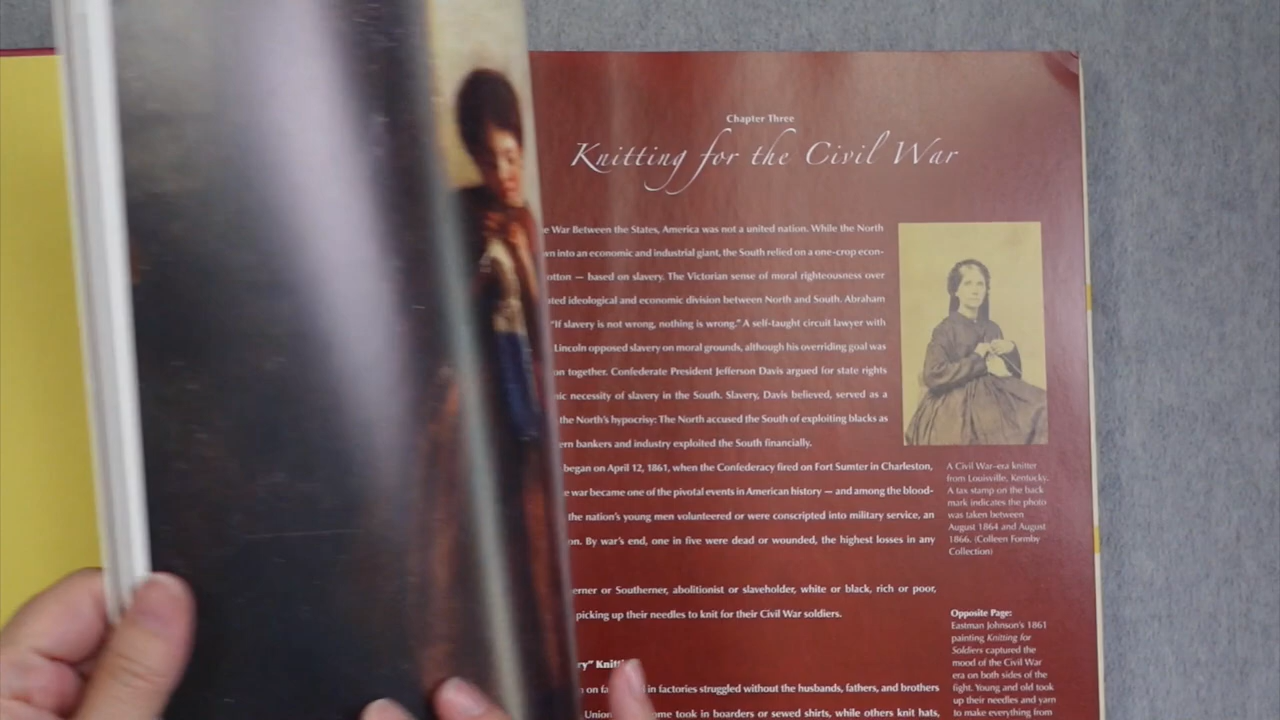 Chapter Three
Knitting for the Civil War
War Between the States, America was not a united nation. While the North
into an economic and industrial giant, the South relied on a one-crop econ-
— based on slavery. The Victorian sense of moral righteousness over
ideological and economic division between North and South. Abraham
"If slavery is not wrong, nothing is wrong." A self-taught circuit lawyer with
Lincoln opposed slavery on moral grounds, although his overriding goal was
together. Confederate President Jefferson Davis argued for state rights
necessity of slavery in the South. Slavery, Davis believed, served as a
the North's hypocrisy: The North accused the South of exploiting blacks as
bankers and industry exploited the South financially.
began on April 12, 1861, when the Confederacy fired on Fort Sumter in Charleston,
war became one of the pivotal events in American history — and among the blood-
the nation's young men volunteered or were conscripted into military service, an
By war's end, one in five were dead or wounded, the highest losses in any
or Southerner, abolitionist or slaveholder, white or black, rich or poor,
picking up their needles to knit for their Civil War soldiers.
on in factories struggled without the husbands, fathers, and brothers
Union took in boarders or sewed shirts, while others knit hats,
A Civil War–era knitter
from Louisville, Kentucky.
A tax stamp on the back
mark indicates the photo
was taken between
August 1864 and August
1866. (Colleen Formby
Collection)
Opposite Page:
Eastman Johnson's 1861
painting Knitting for
Soldiers captured the
mood of the Civil War
era on both sides of the
fight. Young and old took
up their needles and yarn
to make everything from